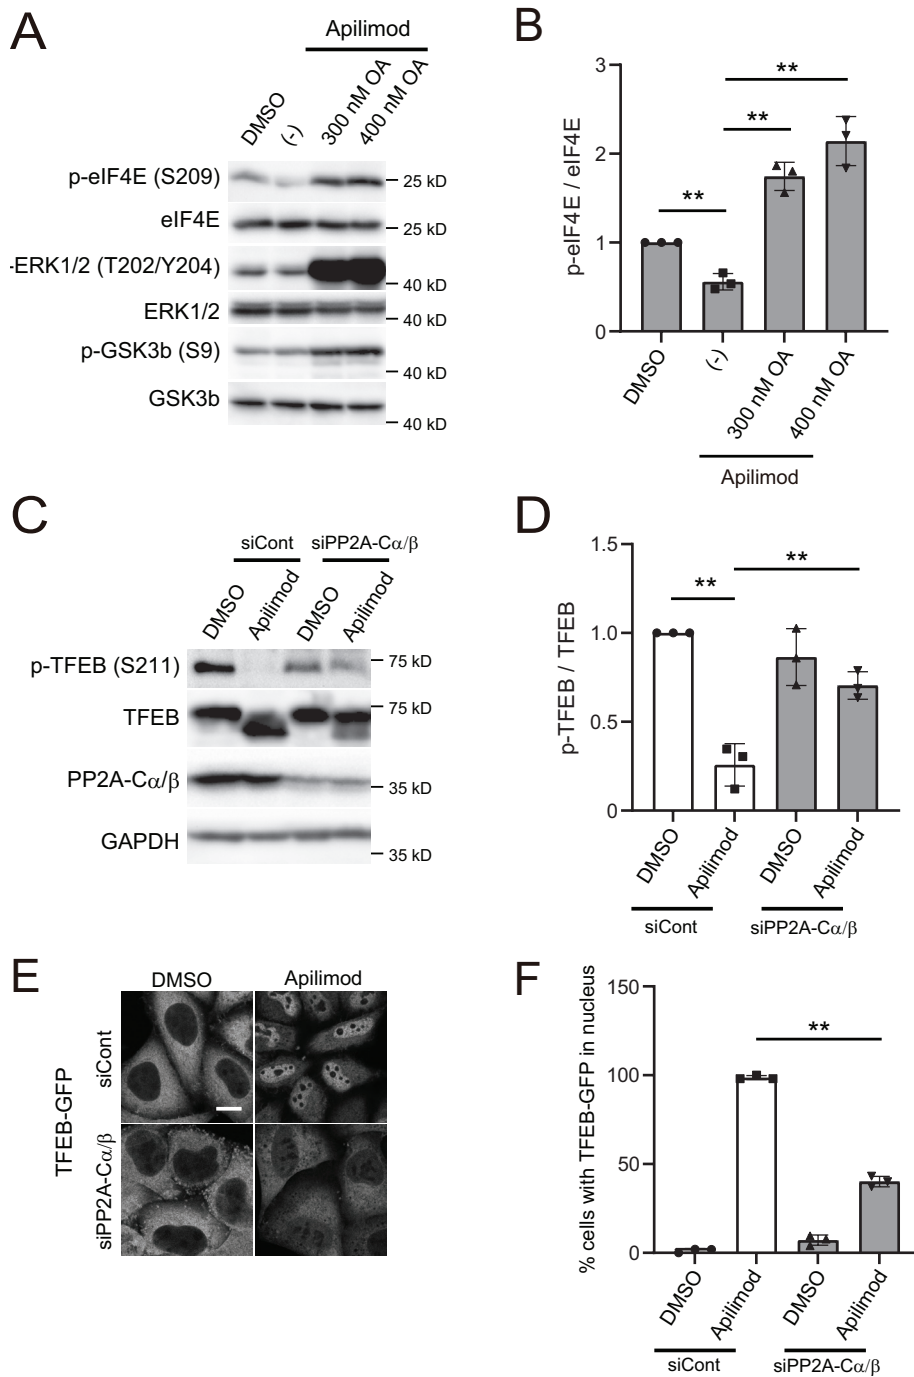 A
Apilimod
DMSO
(-)
300 nM OA
400 nM OA
p-eIF4E (S209)
25 kD
eIF4E
25 kD
-ERK1/2 (T202/Y204)
40 kD
ERK1/2
40 kD
p-GSK3b (S9)
40 kD
GSK3b
40 kD
B
p-eIF4E / eIF4E
3
2
1
0
**
**
**
DMSO
(-)
300 nM OA
400 nM OA
Apilimod
C
siCont
siPP2A-Cα/β
DMSO
Apilimod
DMSO
Apilimod
p-TFEB (S211)
75 kD
TFEB
75 kD
PP2A-Cα/β
35 kD
GAPDH
35 kD
D
p-TFEB / TFEB
1.5
1.0
0.5
0
**
**
DMSO
Apilimod
DMSO
Apilimod
siCont
siPP2A-Cα/β
E
DMSO
Apilimod
TFEB-GFP
siCont
siPP2A-Cα/β
F
% cells with TFEB-GFP in nucleus
150
100
50
0
**
DMSO
Apilimod
DMSO
Apilimod
siCont
siPP2A-Cα/β